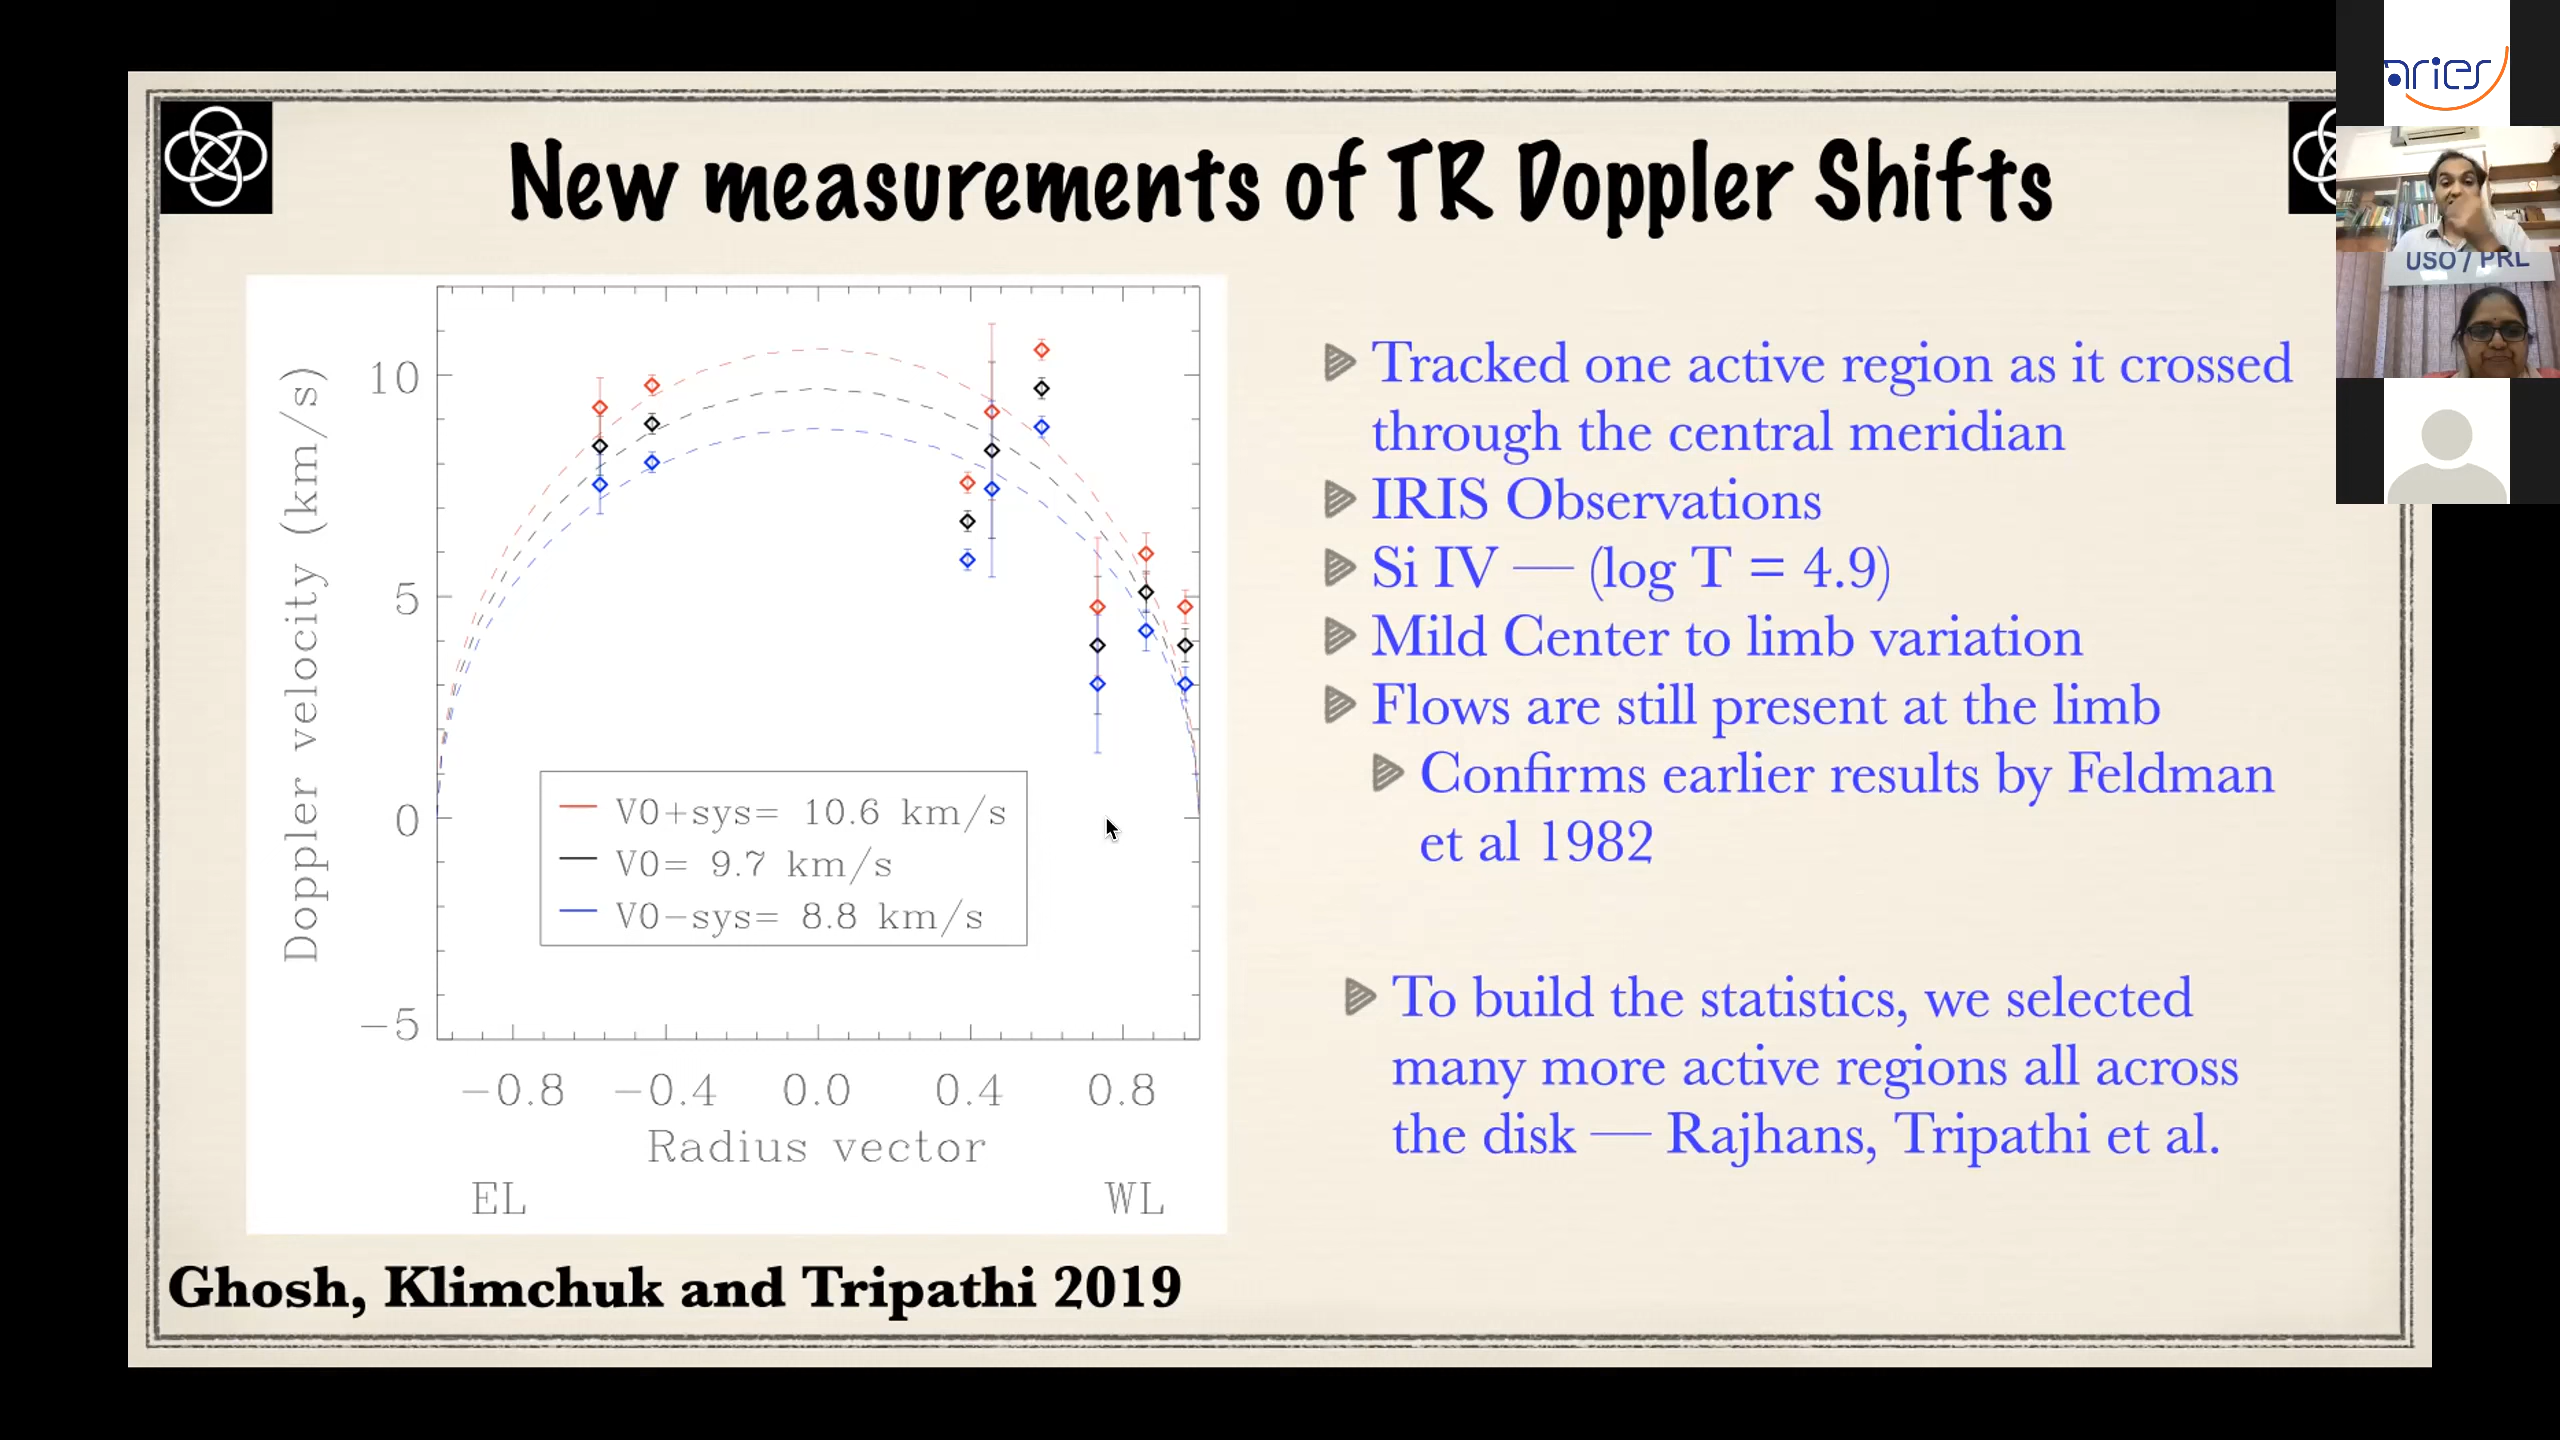 New measurements of TR Doppler Shifts
Doppler velocity (km/s)
10
5
0
−5
V0+sys= 10.6 km/s
V0= 9.7 km/s
V0−sys= 8.8 km/s
−0.8 −0.4 0.0 0.4 0.8
Radius vector
EL WL
Ghosh, Klimchuk and Tripathi 2019
Tracked one active region as it crossed
through the central meridian
IRIS Observations
Si IV — (log T = 4.9)
Mild Center to limb variation
Flows are still present at the limb
Confirms earlier results by Feldman
et al 1982
To build the statistics, we selected
many more active regions all across
the disk — Rajhans, Tripathi et al.
aries
USO / PRL